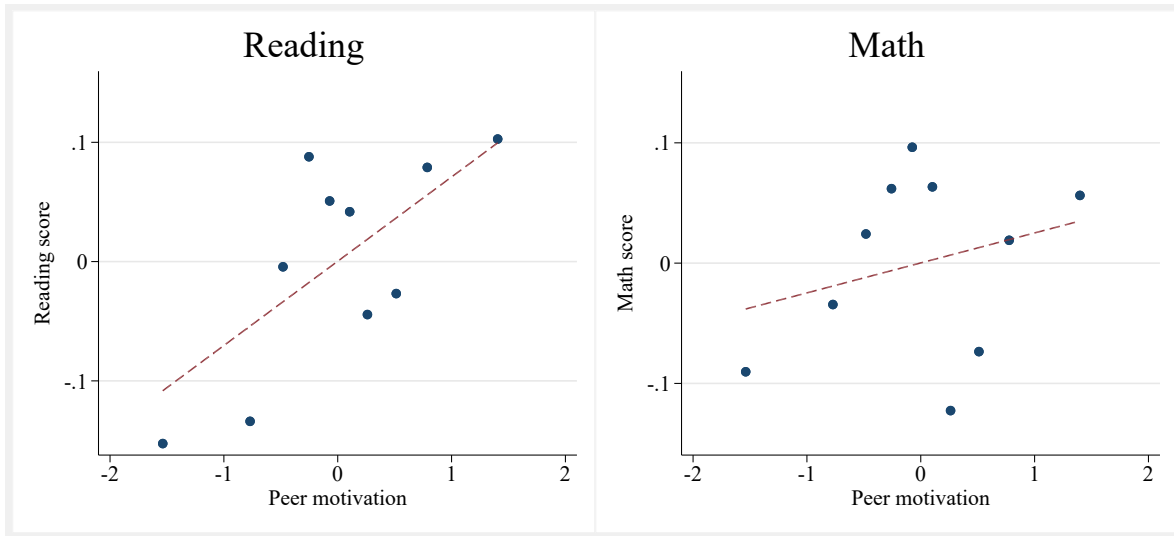 Reading
.1
0
-.1
Reading score
-2 -1 0 1 2
Peer motivation
Math
.1
0
-.1
Math score
-2 -1 0 1 2
Peer motivation